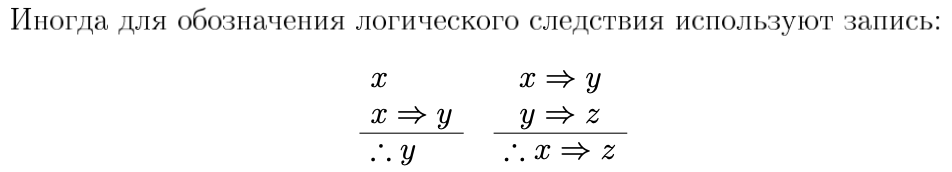 Иногда для обозначения логического следствия используют запись:
x x ⇒ y
x ⇒ y y ⇒ z
∴ y ∴ x ⇒ z